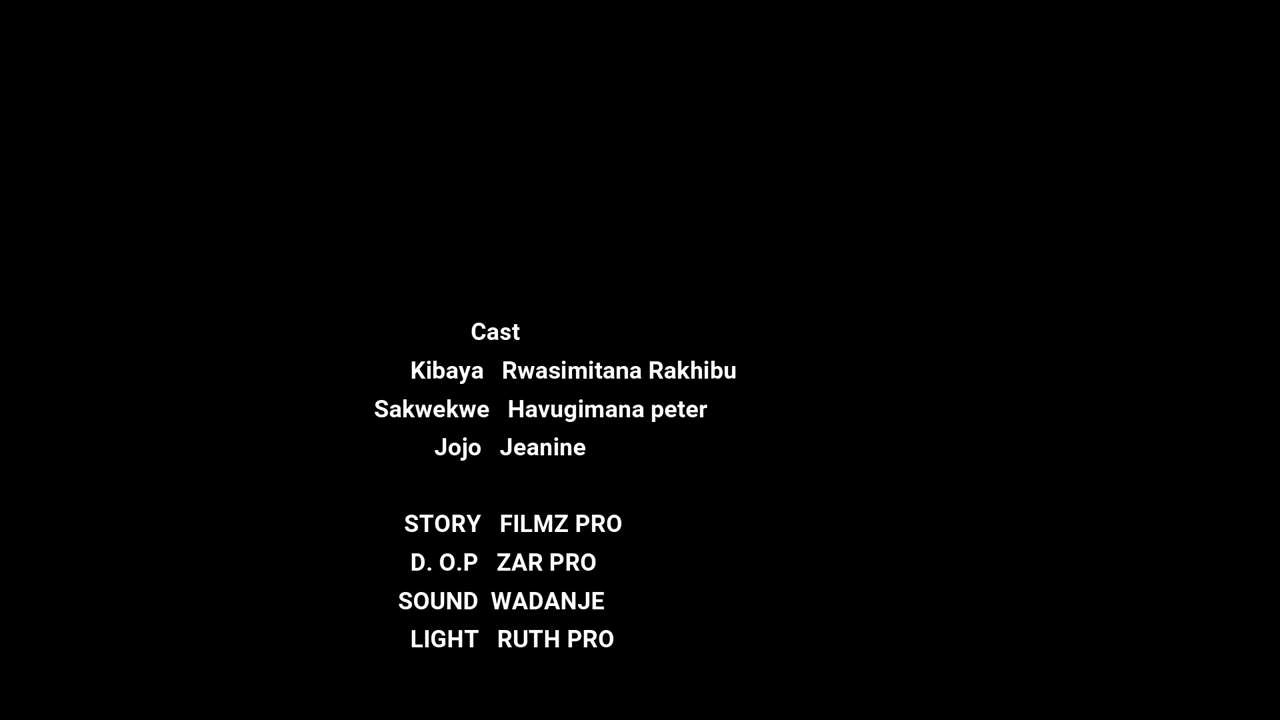 Cast
Kibaya Rwasimitana Rakhibu
Sakwekwe Havugimana peter
Jojo Jeanine
STORY FILMZ PRO
D. O.P ZAR PRO
SOUND WADANJE
LIGHT RUTH PRO